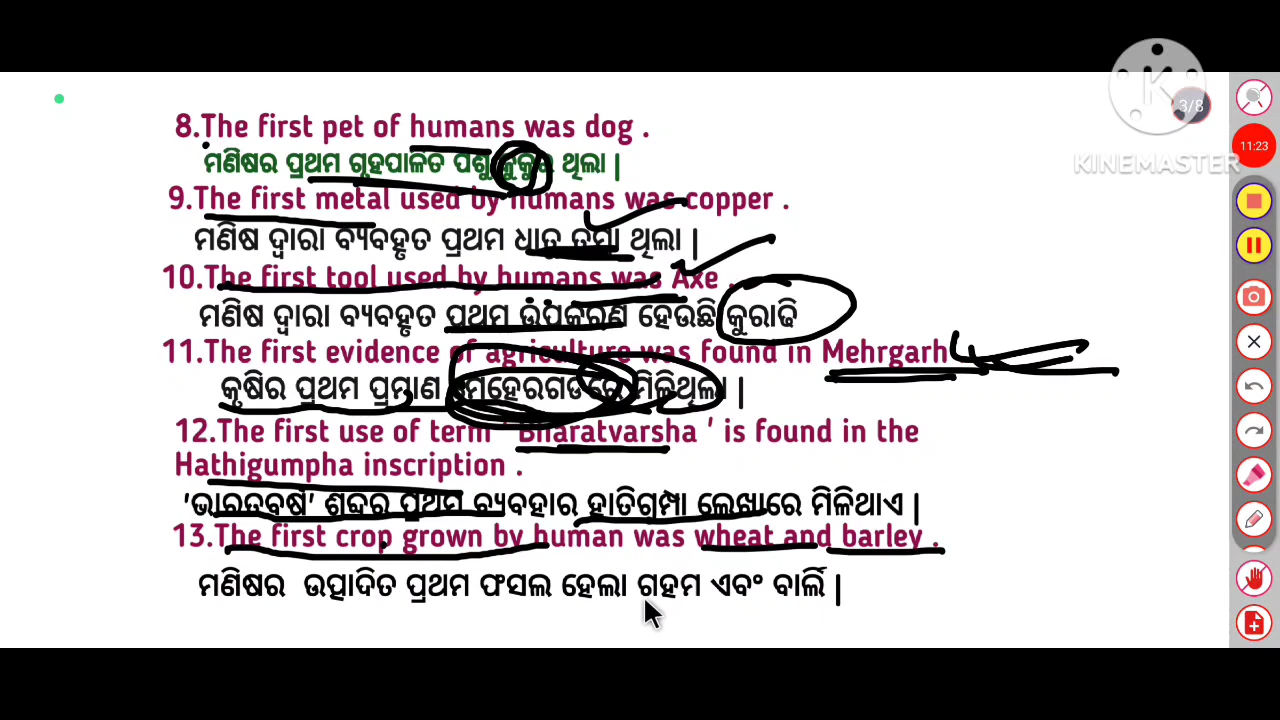 3/8
KINEMASTER
11:23
8.The first pet of humans was dog .
ମଣିଷର ପ୍ରଥମ ଗୃହପାଳିତ ପଶୁ କୁକୁର ଥିଲା |
9.The first metal used by humans was copper .
ମଣିଷ ଦ୍ୱାରା ବ୍ୟବହୃତ ପ୍ରଥମ ଧାତୁ ତମ୍ବା ଥିଲା |
10.The first tool used by humans was Axe .
ମଣିଷ ଦ୍ୱାରା ବ୍ୟବହୃତ ପ୍ରଥମ ଉପକରଣ ହେଉଛି କୁରାଢି
11.The first evidence of agriculture was found in Mehrgarh
କୃଷିର ପ୍ରଥମ ପ୍ରମାଣ ମେହେରଗଡରେ ମିଳିଥିଲା |
12.The first use of term ' Bharatvarsha ' is found in the
Hathigumpha inscription .
'ଭାରତବର୍ଷ' ଶବ୍ଦର ପ୍ରଥମ ବ୍ୟବହାର ହାତିଗୁମ୍ପା ଲେଖାରେ ମିଳିଥାଏ |
13.The first crop grown by human was wheat and barley .
ମଣିଷର ଉତ୍ପାଦିତ ପ୍ରଥମ ଫସଲ ହେଲା ଗହମ ଏବଂ ବାର୍ଲି |